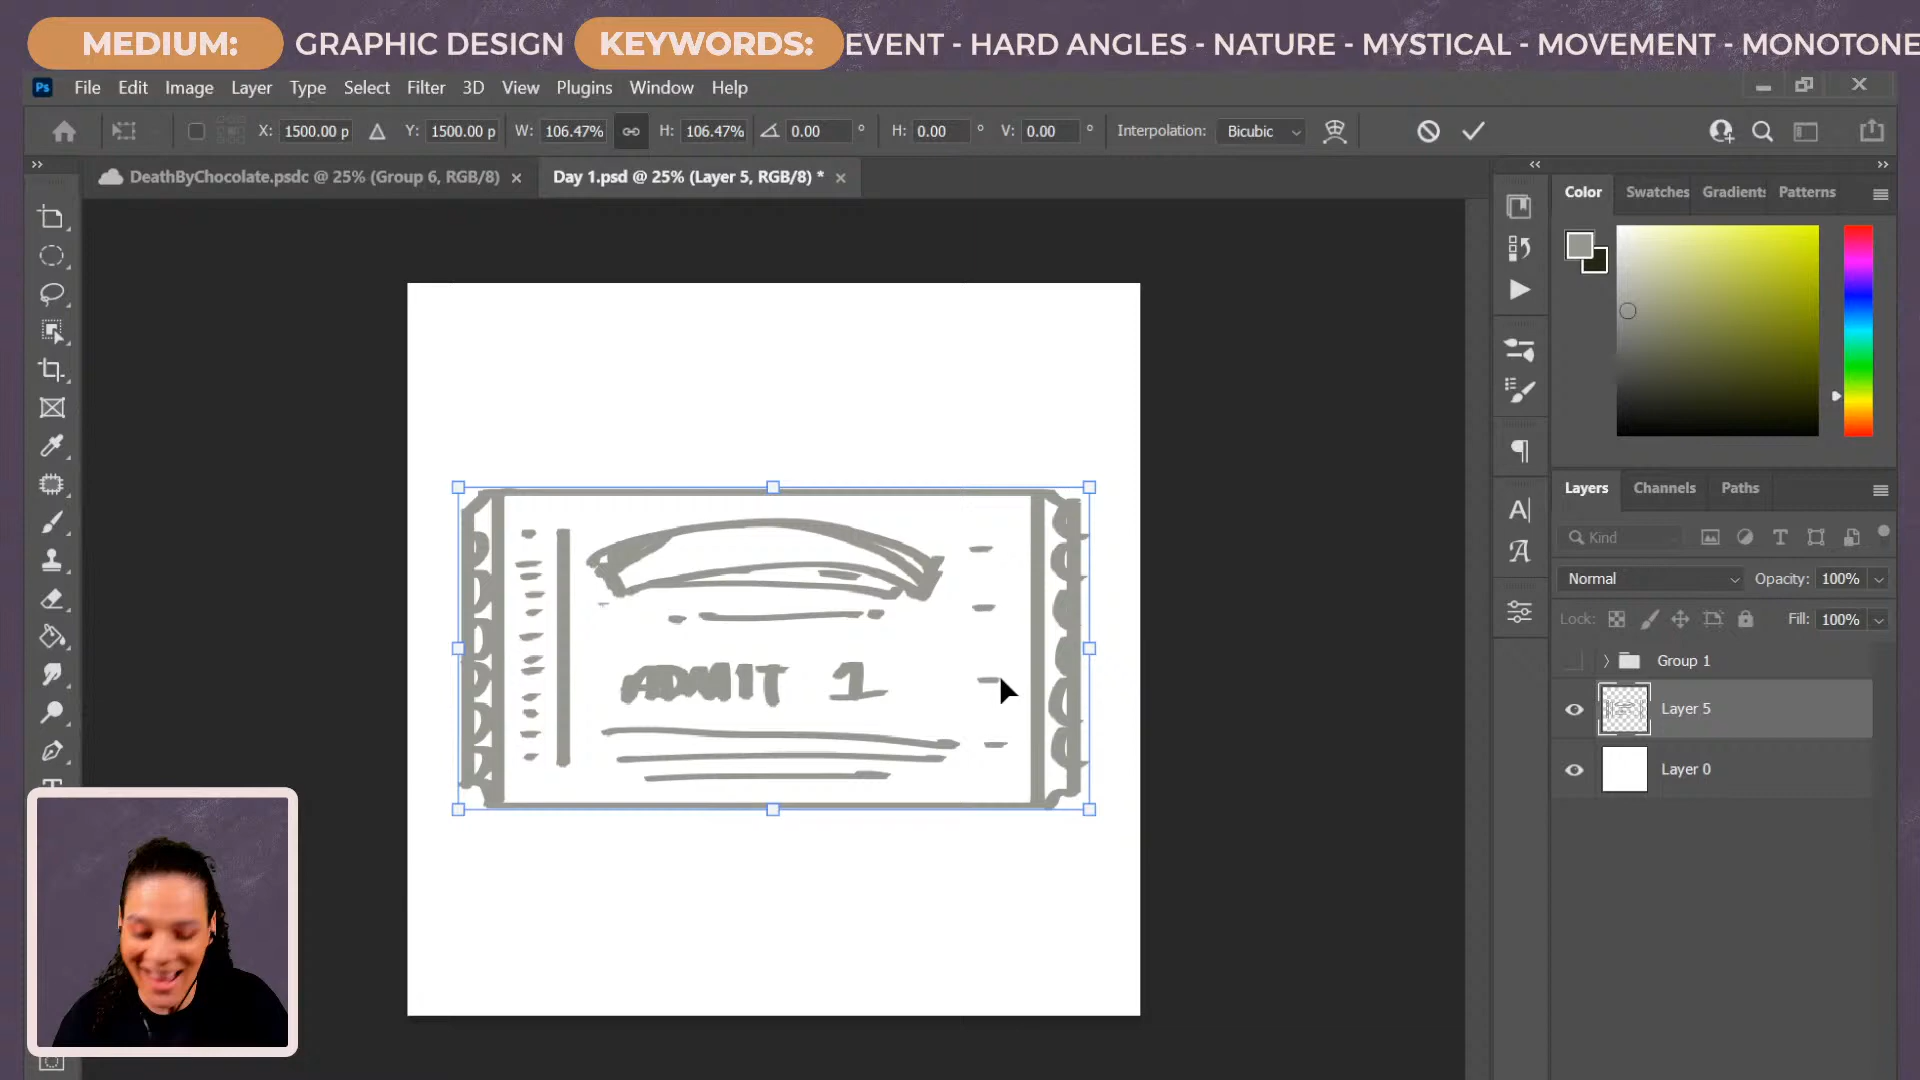 MEDIUM: GRAPHIC DESIGN KEYWORDS: EVENT - HARD ANGLES - NATURE - MYSTICAL - MOVEMENT - MONOTONE
Ps File Edit Image Layer Type Select Filter 3D View Plugins Window Help
X: 1500.00 p Y: 1500.00 p W: 106.47% H: 106.47% 0.00 ° H: 0.00 ° V: 0.00 ° Interpolation: Bicubic
DeathByChocolate.psdc @ 25% (Group 6, RGB/8) × Day 1.psd @ 25% (Layer 5, RGB/8) * ×
Color Swatches Gradients Patterns
ADMIT 1
Layers Channels Paths
Kind
Normal Opacity: 100%
Lock: Fill: 100%
Group 1
Layer 5
Layer 0